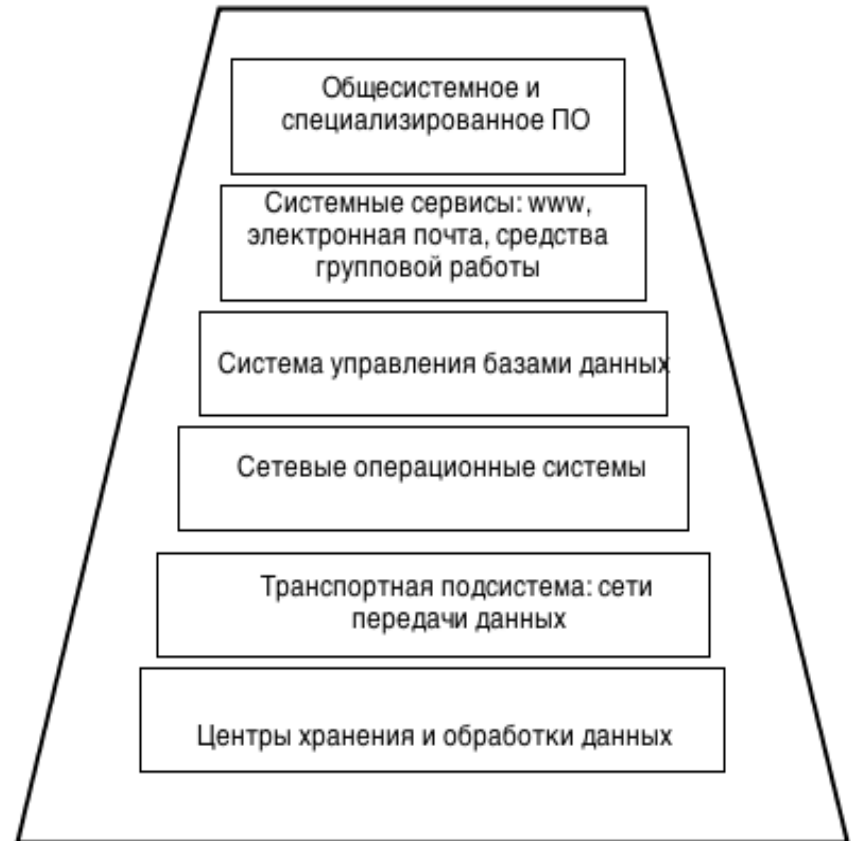 Общесистемное и
специализированное ПО
Системные сервисы: www,
электронная почта, средства
групповой работы
Система управления базами данных
Сетевые операционные системы
Транспортная подсистема: сети
передачи данных
Центры хранения и обработки данных